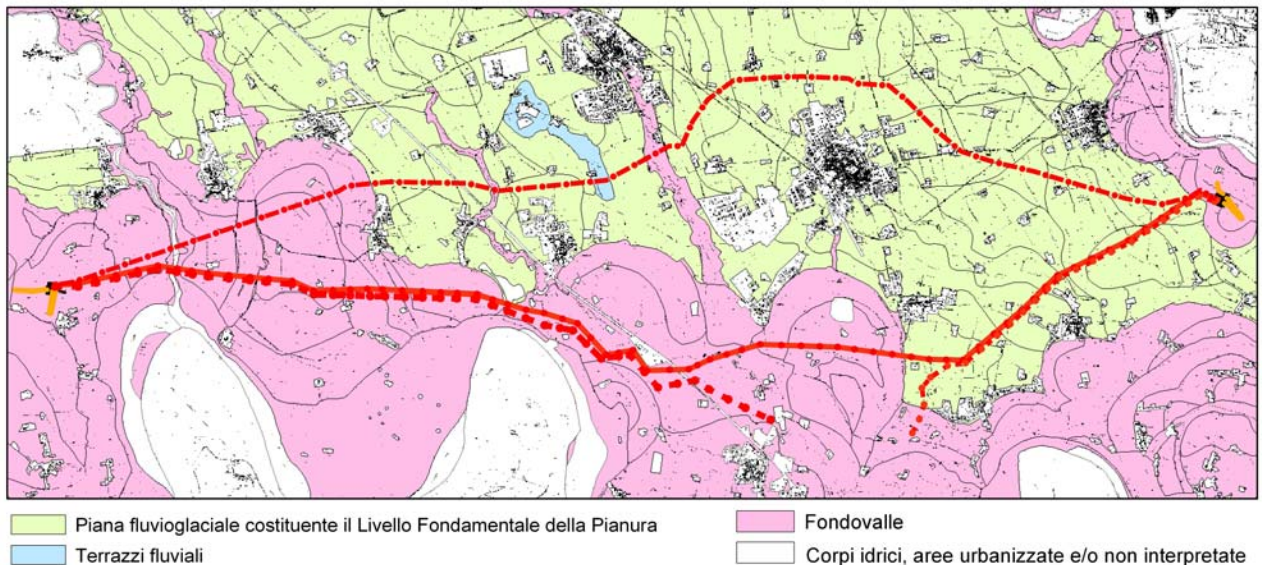 Piana fluvioglaciale costituente il Livello Fondamentale della Pianura
Fondovalle
Terrazzi fluviali
Corpi idrici, aree urbanizzate e/o non interpretate